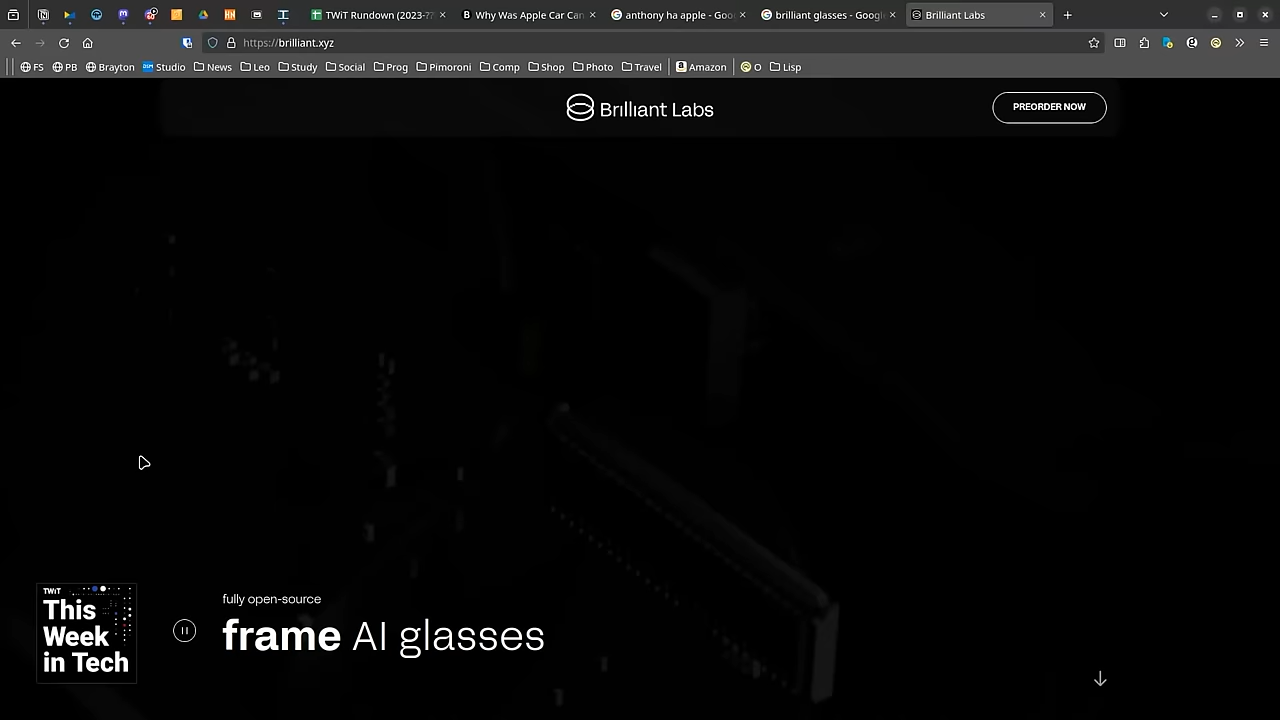 TWiT Rundown (2023-??
Why Was Apple Car Can
anthony ha apple - Goo
brilliant glasses - Google
Brilliant Labs
https://brilliant.xyz
FS
PB
Brayton
Studio
News
Leo
Study
Social
Prog
Pimoroni
Comp
Shop
Photo
Travel
Amazon
O
Lisp
Brilliant Labs
PREORDER NOW
fully open-source
frame AI glasses
TWiT
This
Week
in Tech